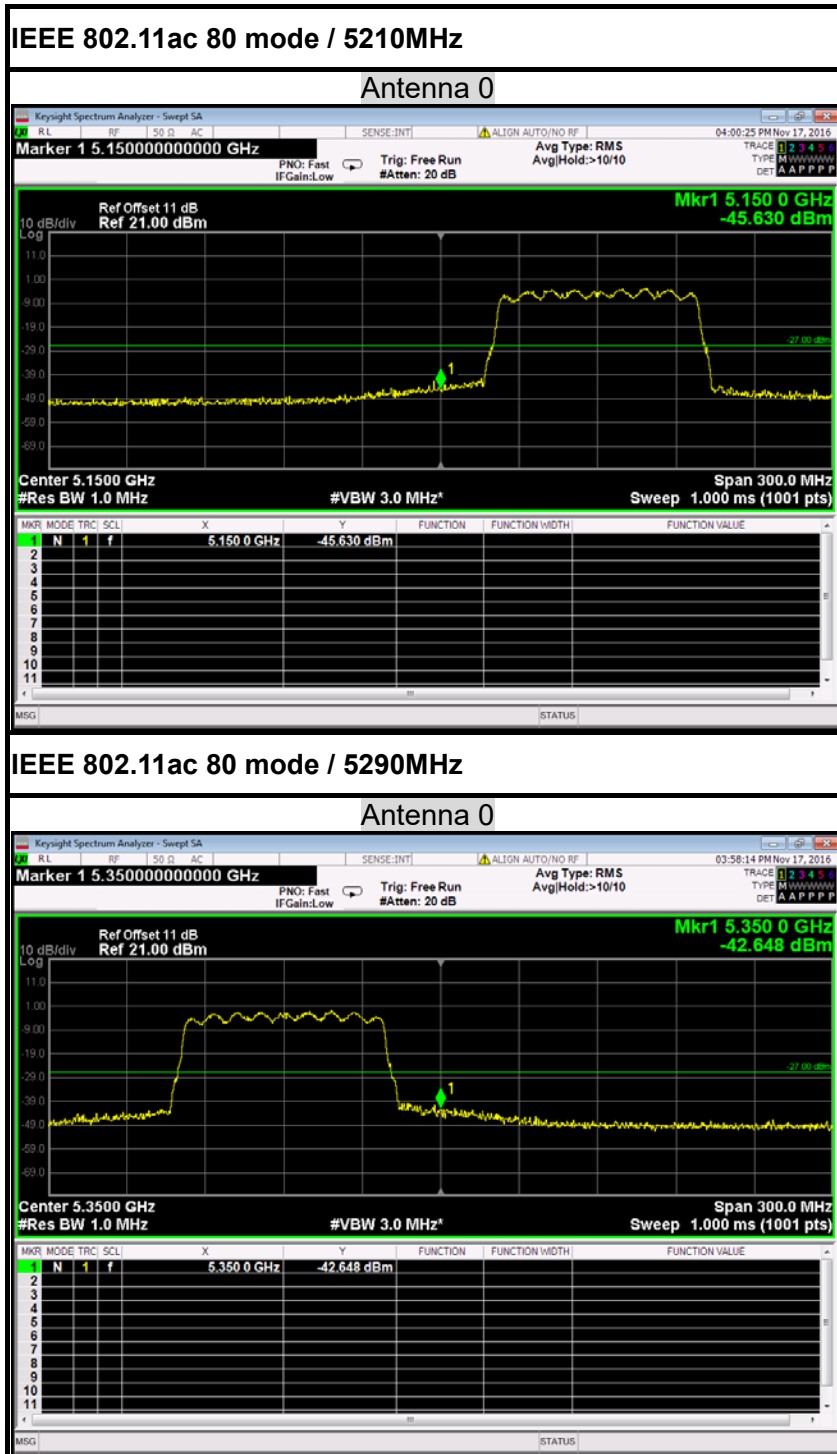 IEEE 802.11ac 80 mode / 5210MHz
Antenna 0
Keysight Spectrum Analyzer - Swept SA
RL RF 50 Ω AC SENSE:INT ALIGN AUTO/NO RF 04:00:25 PM Nov 17, 2016
Marker 1 5.150000000000 GHz Avg Type: RMS TRACE 1 2 3 4 5 6
PNO: Fast Trig: Free Run Avg|Hold:>10/10 TYPE M WWWWW
IFGain:Low #Atten: 20 dB DET A A P P P P
Mkr1 5.150 0 GHz
Ref Offset 11 dB
10 dB/div Ref 21.00 dBm -45.630 dBm
Log
11.0
1.00
-9.00
-19.0
-27.00 dBm
-29.0
-39.0
1
-49.0
-59.0
-69.0
Center 5.1500 GHz Span 300.0 MHz
#Res BW 1.0 MHz #VBW 3.0 MHz* Sweep 1.000 ms (1001 pts)
MKR MODE TRC SCL X Y FUNCTION FUNCTION WIDTH FUNCTION VALUE
1 N 1 f 5.150 0 GHz -45.630 dBm
2
3
4
5
6
7
8
9
10
11
MSG STATUS
IEEE 802.11ac 80 mode / 5290MHz
Antenna 0
Keysight Spectrum Analyzer - Swept SA
RL RF 50 Ω AC SENSE:INT ALIGN AUTO/NO RF 03:58:14 PM Nov 17, 2016
Marker 1 5.350000000000 GHz Avg Type: RMS TRACE 1 2 3 4 5 6
PNO: Fast Trig: Free Run Avg|Hold:>10/10 TYPE M WWWWW
IFGain:Low #Atten: 20 dB DET A A P P P P
Mkr1 5.350 0 GHz
Ref Offset 11 dB
10 dB/div Ref 21.00 dBm -42.648 dBm
Log
11.0
1.00
-9.00
-19.0
-27.00 dBm
-29.0
-39.0
1
-49.0
-59.0
-69.0
Center 5.3500 GHz Span 300.0 MHz
#Res BW 1.0 MHz #VBW 3.0 MHz* Sweep 1.000 ms (1001 pts)
MKR MODE TRC SCL X Y FUNCTION FUNCTION WIDTH FUNCTION VALUE
1 N 1 f 5.350 0 GHz -42.648 dBm
2
3
4
5
6
7
8
9
10
11
MSG STATUS